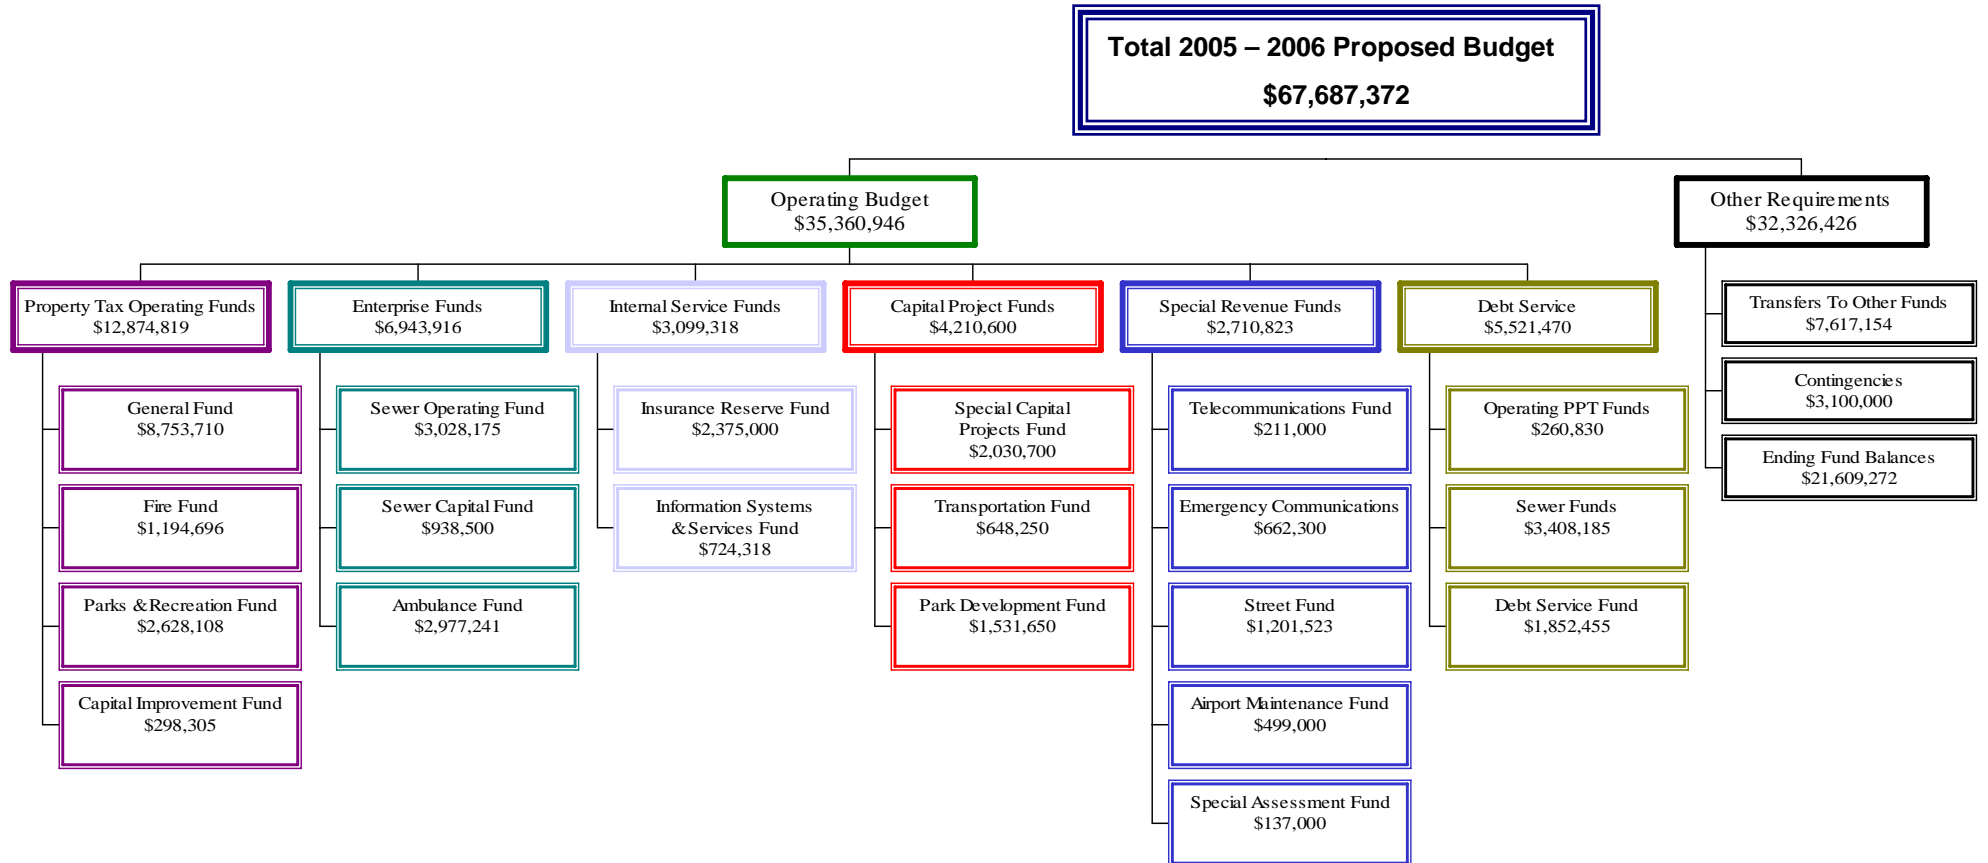 Total 2005 – 2006 Proposed Budget
$67,687,372
Operating Budget
$35,360,946
Other Requirements
$32,326,426
Property Tax Operating Funds
$12,874,819
Enterprise Funds
$6,943,916
Internal Service Funds
$3,099,318
Capital Project Funds
$4,210,600
Special Revenue Funds
$2,710,823
Debt Service
$5,521,470
Transfers To Other Funds
$7,617,154
Contingencies
$3,100,000
Ending Fund Balances
$21,609,272
General Fund
$8,753,710
Fire Fund
$1,194,696
Parks & Recreation Fund
$2,628,108
Capital Improvement Fund
$298,305
Sewer Operating Fund
$3,028,175
Sewer Capital Fund
$938,500
Ambulance Fund
$2,977,241
Insurance Reserve Fund
$2,375,000
Information Systems
& Services Fund
$724,318
Special Capital
Projects Fund
$2,030,700
Transportation Fund
$648,250
Park Development Fund
$1,531,650
Telecommunications Fund
$211,000
Emergency Communications
$662,300
Street Fund
$1,201,523
Airport Maintenance Fund
$499,000
Special Assessment Fund
$137,000
Operating PPT Funds
$260,830
Sewer Funds
$3,408,185
Debt Service Fund
$1,852,455